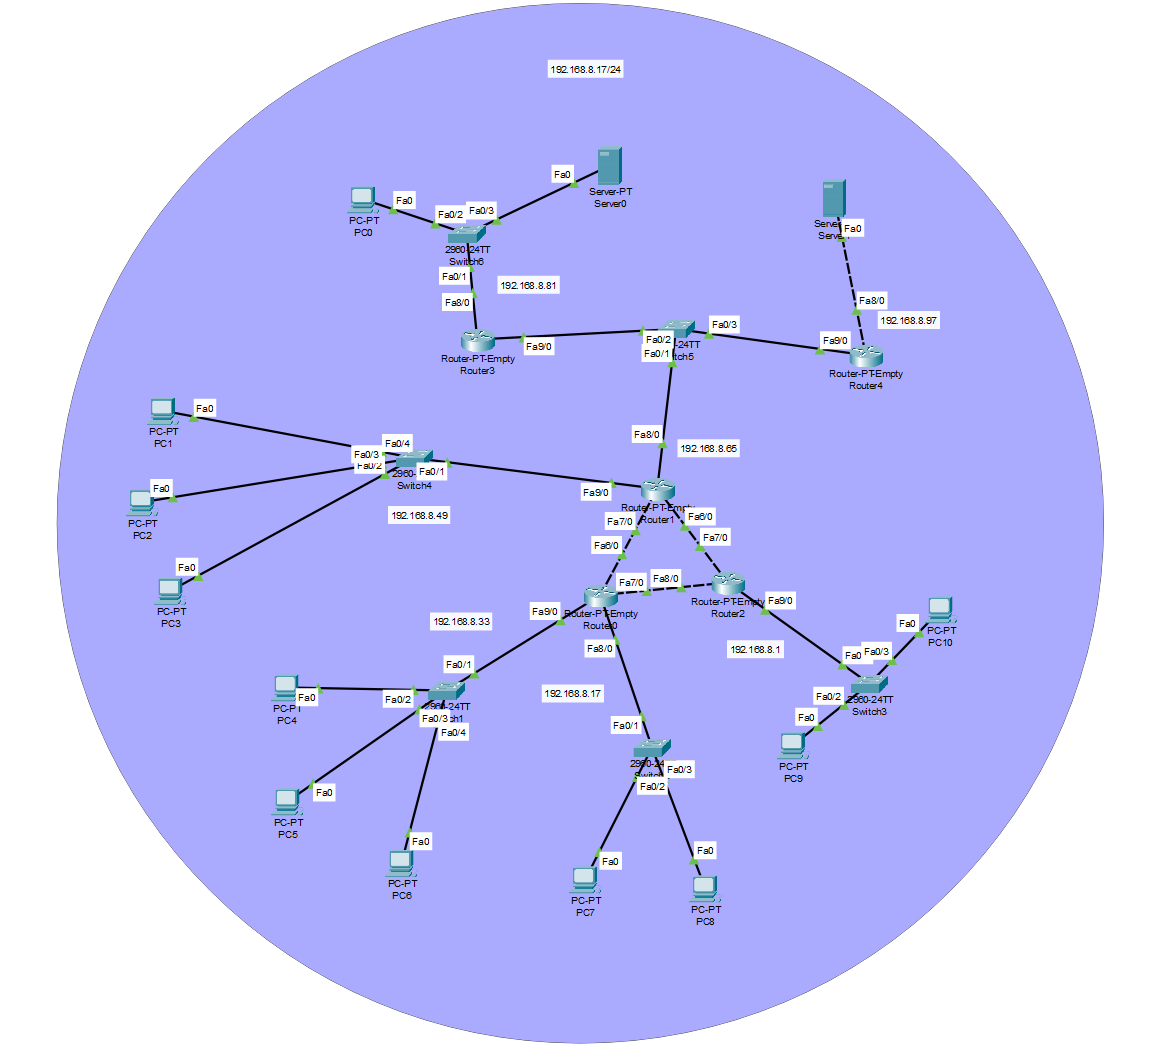 192.168.8.17/24
Fa0
Server-PT
Server0
Fa0
PC-PT
PC0
Fa0/2
Fa0/3
2960-24TT
Switch6
Fa0/1
Fa8/0
192.168.8.81
Fa0
Fa8/0
192.168.8.97
Fa9/0
Router-PT-Empty
Router4
Router-PT-Empty
Router3
Fa9/0
Fa0/2
Fa0/1
Fa0/3
Fa8/0
192.168.8.65
Fa0
PC-PT
PC1
Fa0/4
Fa0/3
Fa0/2
Fa0/1
Switch4
Fa0
PC-PT
PC2
192.168.8.49
Fa9/0
Router-PT-Empty
Router1
Fa7/0
Fa6/0
Fa6/0
Fa7/0
Fa0
PC-PT
PC3
Fa7/0
Fa8/0
Router-PT-Empty
Router0
Router-PT-Empty
Router2
Fa9/0
Fa9/0
Fa8/0
192.168.8.33
192.168.8.1
Fa0
PC-PT
PC10
Fa0/3
Fa0/2
2960-24TT
Switch3
Fa0
PC-PT
PC9
Fa0/1
Fa0
PC-PT
PC4
Fa0/2
Fa0/3
Fa0/4
192.168.8.17
Fa0/1
Fa0/3
Fa0/2
Fa0
PC-PT
PC5
Fa0
PC-PT
PC6
Fa0
PC-PT
PC7
Fa0
PC-PT
PC8